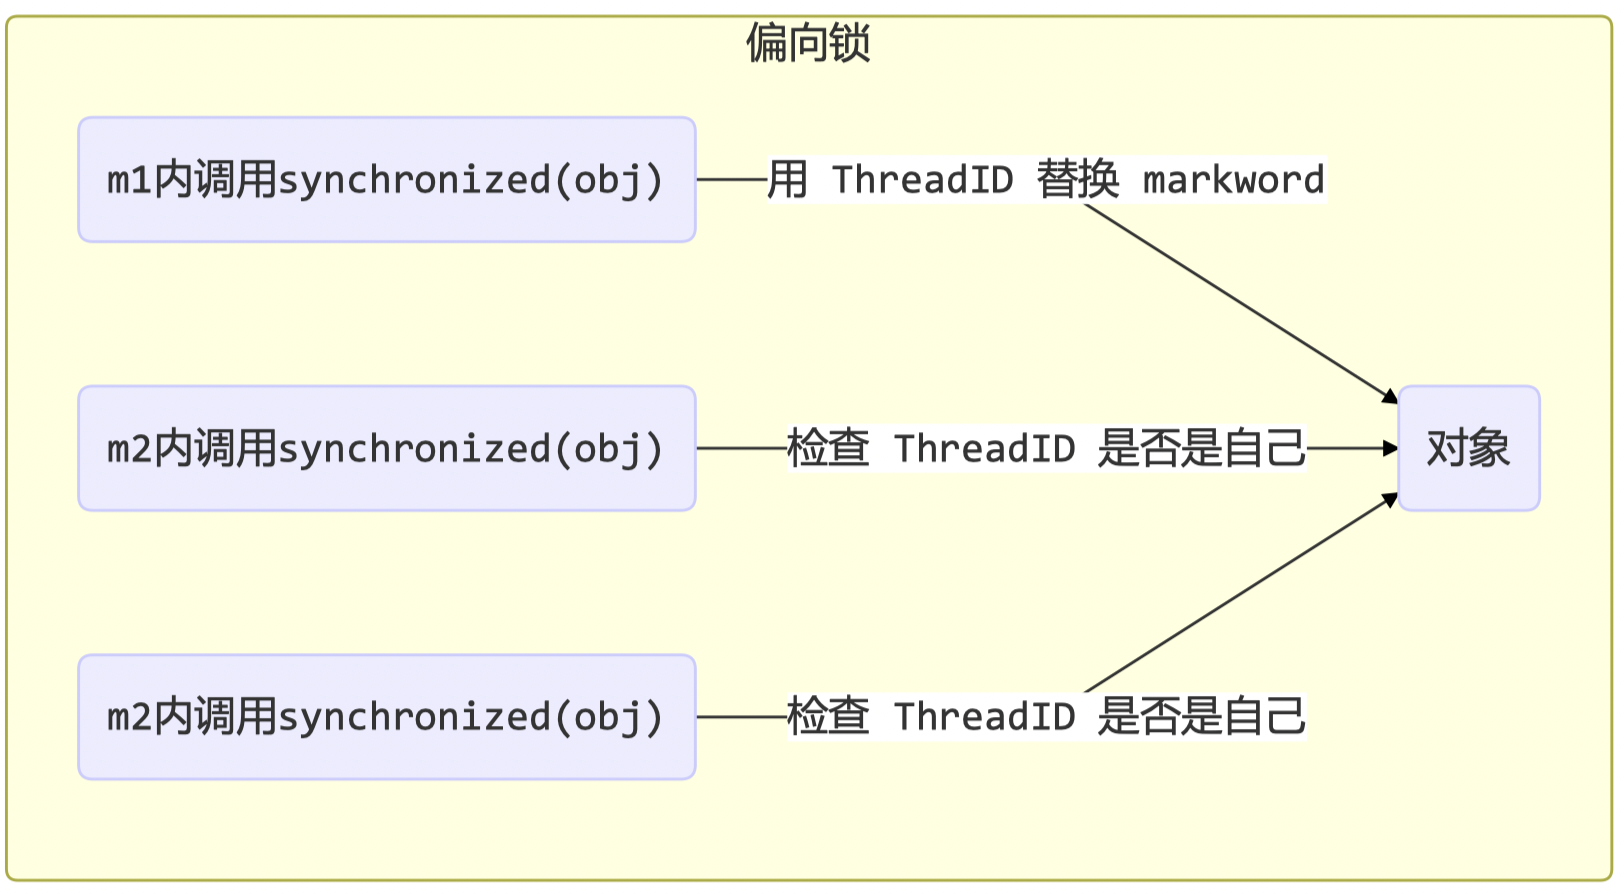 偏向锁
m1内调用synchronized(obj)
用 ThreadID 替换 markword
m2内调用synchronized(obj)
检查 ThreadID 是否是自己
对象
m2内调用synchronized(obj)
检查 ThreadID 是否是自己